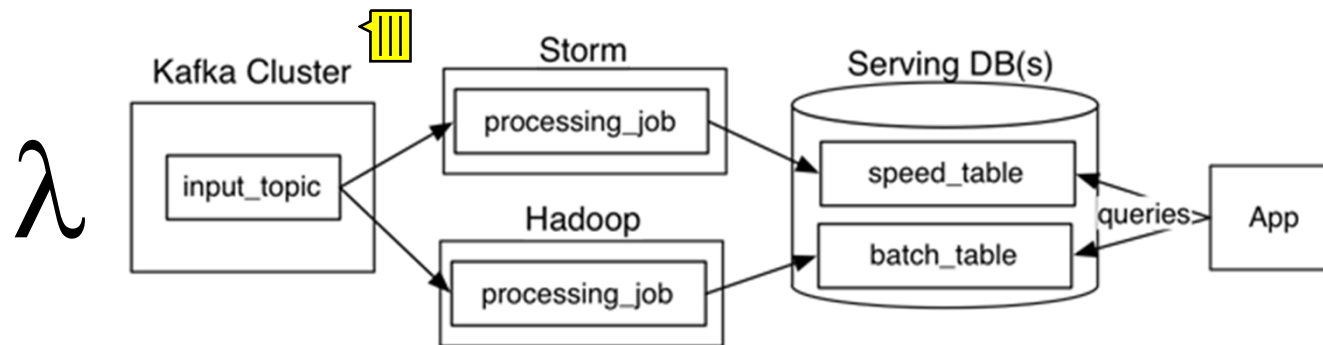 λ
Kafka Cluster
input_topic
Storm
processing_job
Hadoop
processing_job
Serving DB(s)
speed_table
batch_table
queries
App